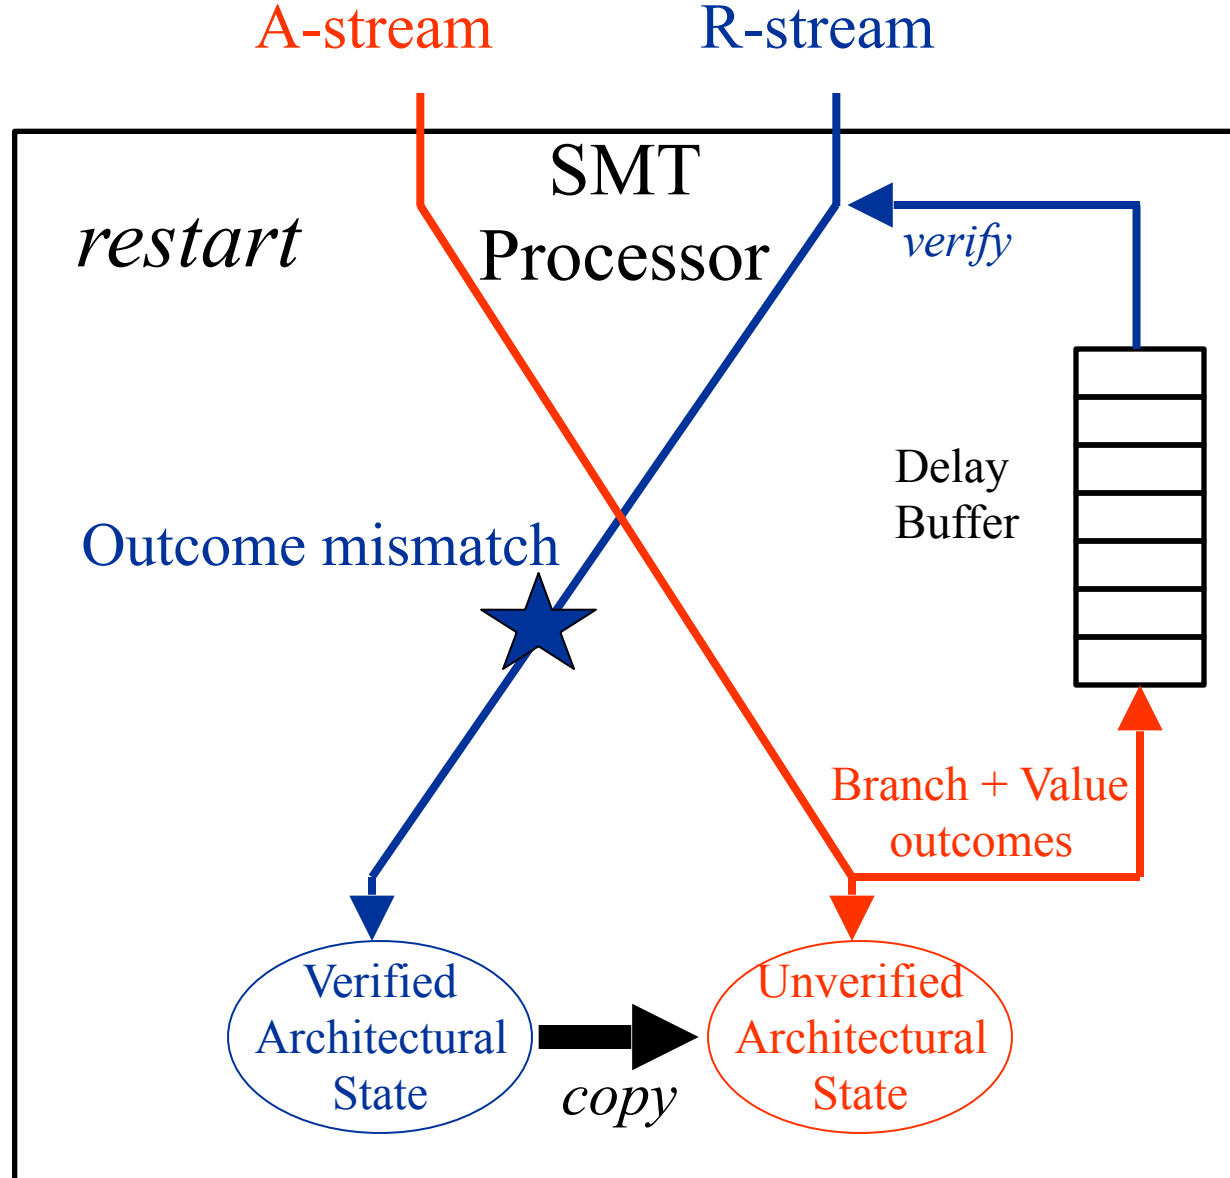 A-stream
R-stream
SMT
Processor
restart
verify
Delay
Buffer
Outcome mismatch
Branch + Value
outcomes
Verified
Architectural
State
copy
Unverified
Architectural
State